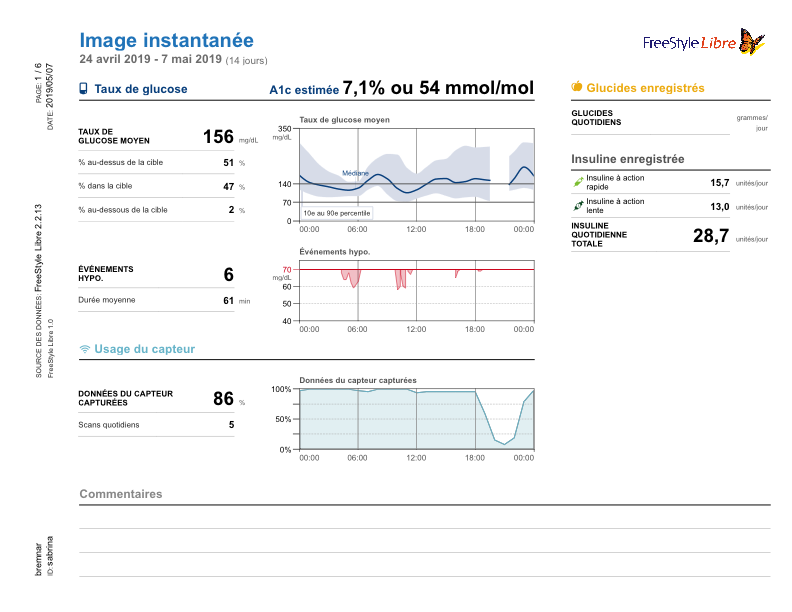 Image instantanée
24 avril 2019 - 7 mai 2019 (14 jours)
FreeStyle Libre
PAGE: 1 / 6
DATE: 2019/05/07
SOURCE DES DONNÉES: FreeStyle Libre 2.2.13
FreeStyle Libre 1.0
bremnar
ID: sabrina
Taux de glucose
A1c estimée 7,1% ou 54 mmol/mol
TAUX DE
GLUCOSE MOYEN 156 mg/dL
% au-dessus de la cible 51 %
% dans la cible 47 %
% au-dessous de la cible 2 %
Taux de glucose moyen
350
mg/dL
Médiane
140
70
10e au 90e percentile
0
00:00 06:00 12:00 18:00 00:00
ÉVÉNEMENTS
HYPO. 6
Durée moyenne 61 min
Événements hypo.
70
mg/dL
60
50
40
00:00 06:00 12:00 18:00 00:00
Usage du capteur
DONNÉES DU CAPTEUR
CAPTURÉES 86 %
Scans quotidiens 5
Données du capteur capturées
100%
50%
0%
00:00 06:00 12:00 18:00 00:00
Glucides enregistrés
GLUCIDES
QUOTIDIENS grammes/
jour
Insuline enregistrée
Insuline à action
rapide 15,7 unités/jour
Insuline à action
lente 13,0 unités/jour
INSULINE
QUOTIDIENNE
TOTALE 28,7 unités/jour
Commentaires